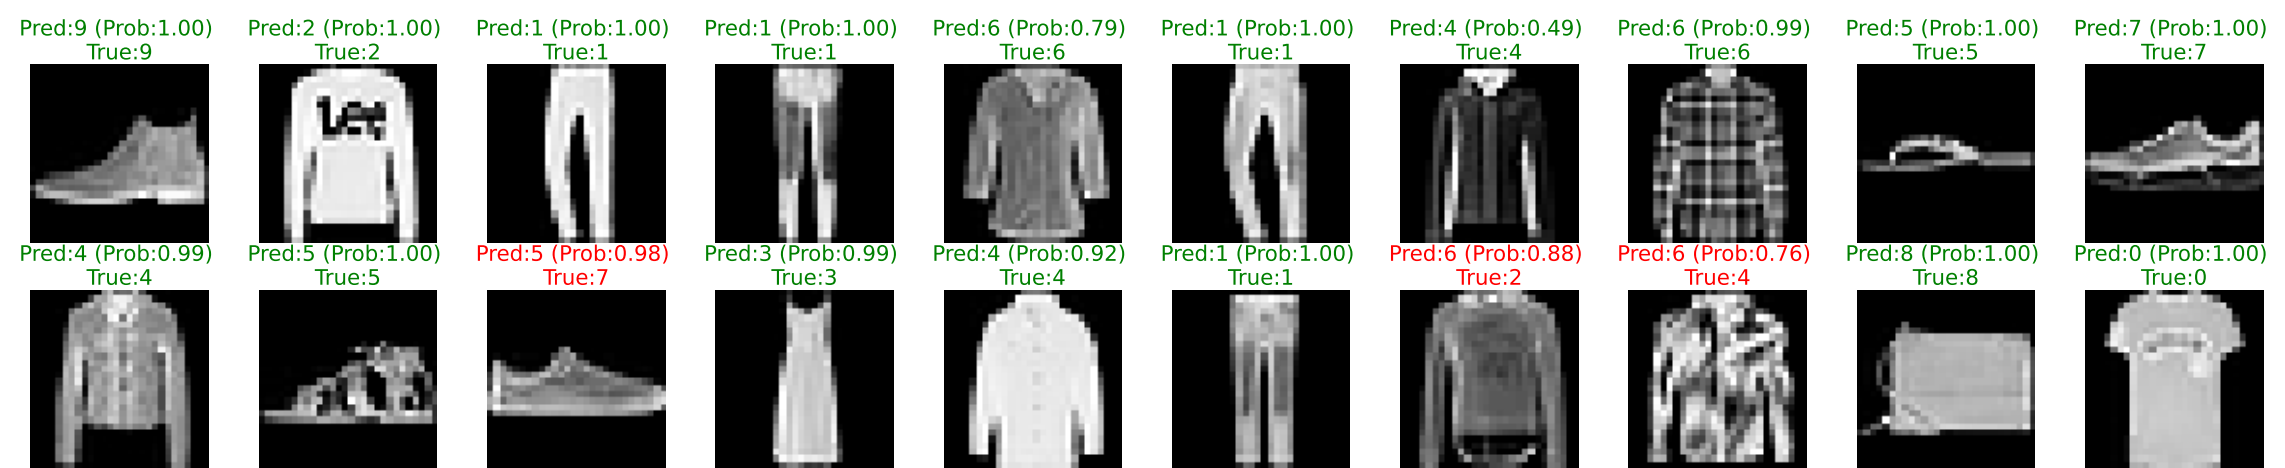 Pred:9 (Prob:1.00)
True:9
Pred:2 (Prob:1.00)
True:2
Pred:1 (Prob:1.00)
True:1
Pred:1 (Prob:1.00)
True:1
Pred:6 (Prob:0.79)
True:6
Pred:1 (Prob:1.00)
True:1
Pred:4 (Prob:0.49)
True:4
Pred:6 (Prob:0.99)
True:6
Pred:5 (Prob:1.00)
True:5
Pred:7 (Prob:1.00)
True:7
Lee
Pred:4 (Prob:0.99)
True:4
Pred:5 (Prob:1.00)
True:5
Pred:5 (Prob:0.98)
True:7
Pred:3 (Prob:0.99)
True:3
Pred:4 (Prob:0.92)
True:4
Pred:1 (Prob:1.00)
True:1
Pred:6 (Prob:0.88)
True:2
Pred:6 (Prob:0.76)
True:4
Pred:8 (Prob:1.00)
True:8
Pred:0 (Prob:1.00)
True:0